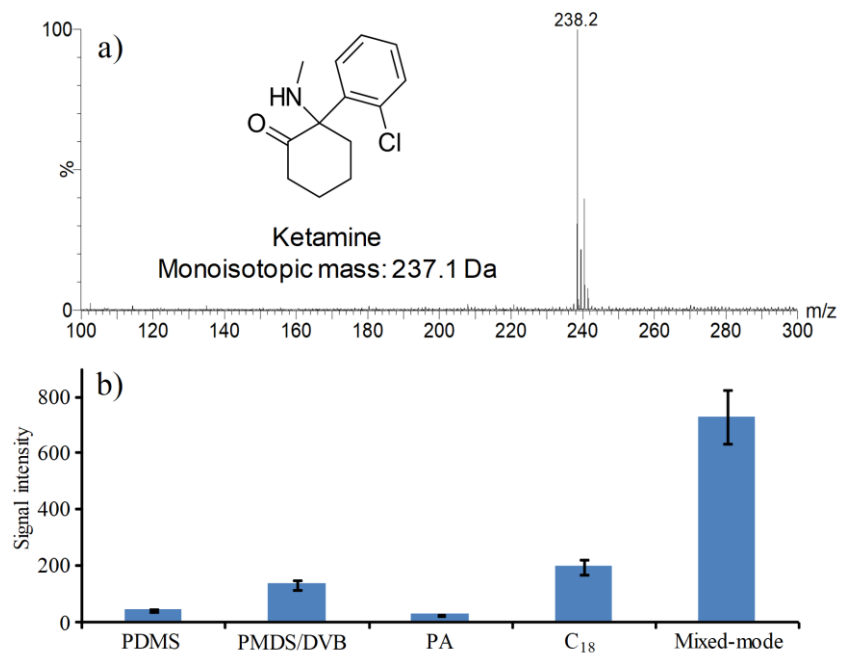 a)
100
238.2
%
0
HN
O
Cl
Ketamine
Monoisotopic mass: 237.1 Da
100 120 140 160 180 200 220 240 260 280 300 m/z
b)
Signal intensity
800
600
400
200
0
PDMS PMDS/DVB PA C₁₈ Mixed-mode